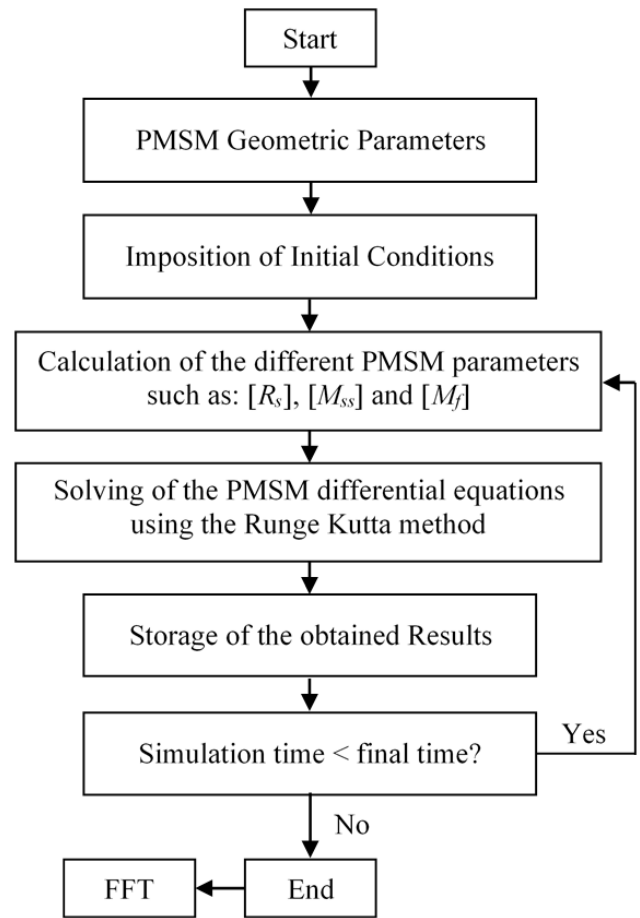 Start
PMSM Geometric Parameters
Imposition of Initial Conditions
Calculation of the different PMSM parameters
such as: [Rs], [Mss] and [Mf]
Solving of the PMSM differential equations
using the Runge Kutta method
Storage of the obtained Results
Simulation time < final time?
Yes
No
FFT
End